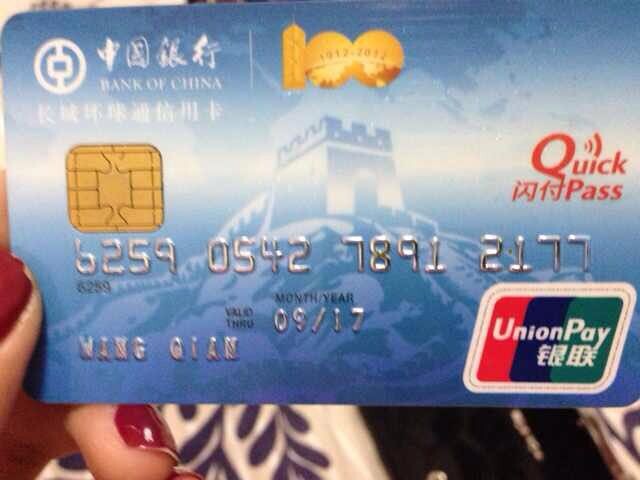 中国银行
BANK OF CHINA
100
1912-2012
长城环球通信用卡
Quick
闪付Pass
6259 0542 7891 2177
6259
MONTH/YEAR
VALID THRU 09/17
WANG QIAN
UnionPay
银联